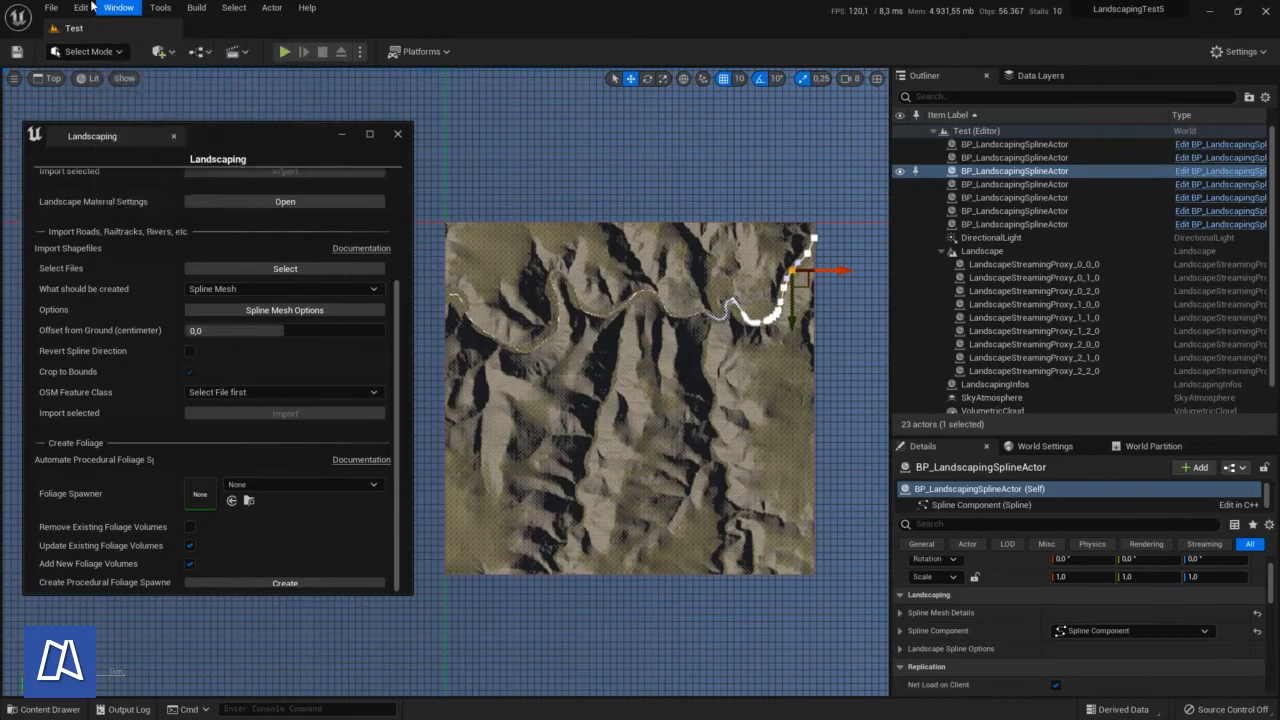 File Edit Window Tools Build Select Actor Help
FPS: 120,1 / 8,3 ms Mem: 4.931,55 mb Objs: 56.367 Stalls: 10
LandscapingTest5
Test
Select Mode
Platforms
Settings
Top Lit Show
10 10° 0,25 8
Landscaping
Landscaping
Import selected Import
Landscape Material Settings Open
Import Roads, Railtracks, Rivers, etc.
Import Shapefiles Documentation
Select Files Select
What should be created Spline Mesh
Options Spline Mesh Options
Offset from Ground (centimeter) 0,0
Revert Spline Direction
Crop to Bounds
OSM Feature Class Select File first
Import selected Import
Create Foliage
Automate Procedural Foliage Sp Documentation
Foliage Spawner None None
Remove Existing Foliage Volumes
Update Existing Foliage Volumes
Add New Foliage Volumes
Create Procedural Foliage Spawne Create
1km
Outliner Data Layers
Search...
Item Label Type
Test (Editor) World
BP_LandscapingSplineActor Edit BP_LandscapingSpl
BP_LandscapingSplineActor Edit BP_LandscapingSpl
BP_LandscapingSplineActor Edit BP_LandscapingSpl
BP_LandscapingSplineActor Edit BP_LandscapingSpl
BP_LandscapingSplineActor Edit BP_LandscapingSpl
BP_LandscapingSplineActor Edit BP_LandscapingSpl
BP_LandscapingSplineActor Edit BP_LandscapingSpl
DirectionalLight DirectionalLight
Landscape Landscape
LandscapeStreamingProxy_0_0_0 LandscapeStreamingPro
LandscapeStreamingProxy_0_1_0 LandscapeStreamingPro
LandscapeStreamingProxy_0_2_0 LandscapeStreamingPro
LandscapeStreamingProxy_1_0_0 LandscapeStreamingPro
LandscapeStreamingProxy_1_1_0 LandscapeStreamingPro
LandscapeStreamingProxy_1_2_0 LandscapeStreamingPro
LandscapeStreamingProxy_2_0_0 LandscapeStreamingPro
LandscapeStreamingProxy_2_1_0 LandscapeStreamingPro
LandscapeStreamingProxy_2_2_0 LandscapeStreamingPro
LandscapingInfos LandscapingInfos
SkyAtmosphere SkyAtmosphere
VolumetricCloud VolumetricCloud
23 actors (1 selected)
Details World Settings World Partition
BP_LandscapingSplineActor Add
BP_LandscapingSplineActor (Self)
Spline Component (Spline) Edit in C++
Search
General Actor LOD Misc Physics Rendering Streaming All
Rotation 0,0 ° 0,0 ° 0,0 °
Scale 1,0 1,0 1,0
Landscaping
Spline Mesh Details
Spline Component Spline Component
Landscape Spline Options
Replication
Net Load on Client
Content Drawer Output Log Cmd Enter Console Command
Derived Data Source Control Off